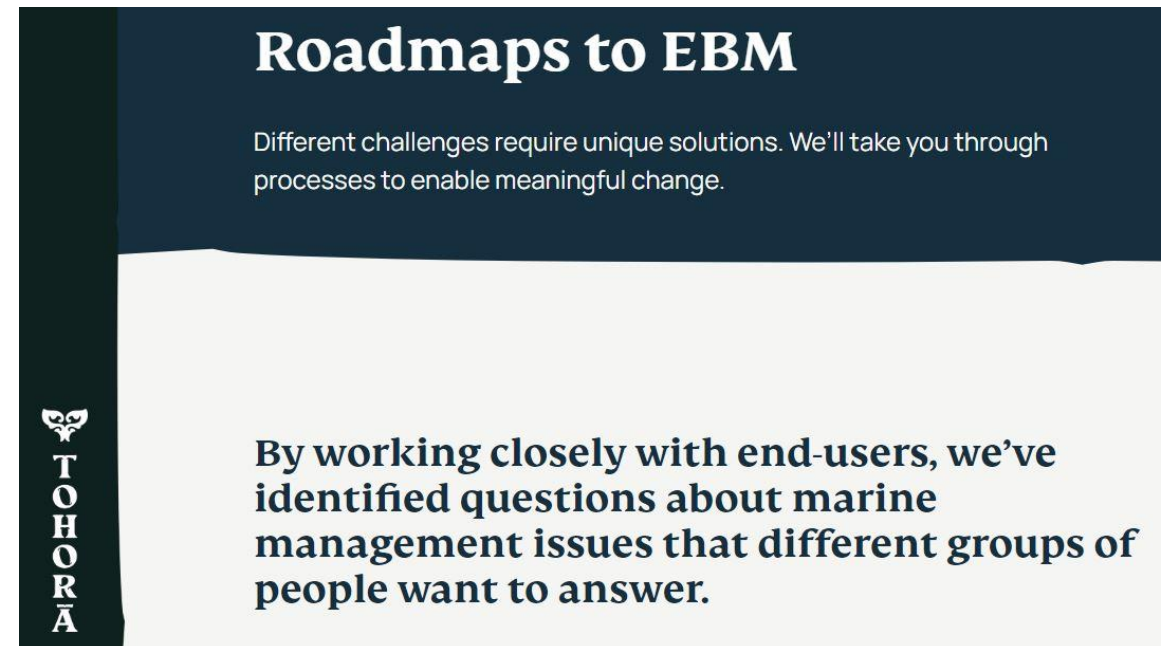 Roadmaps to EBM
Different challenges require unique solutions. We’ll take you through
processes to enable meaningful change.
By working closely with end-users, we’ve
identified questions about marine
management issues that different groups of
people want to answer.
TOHORĀ